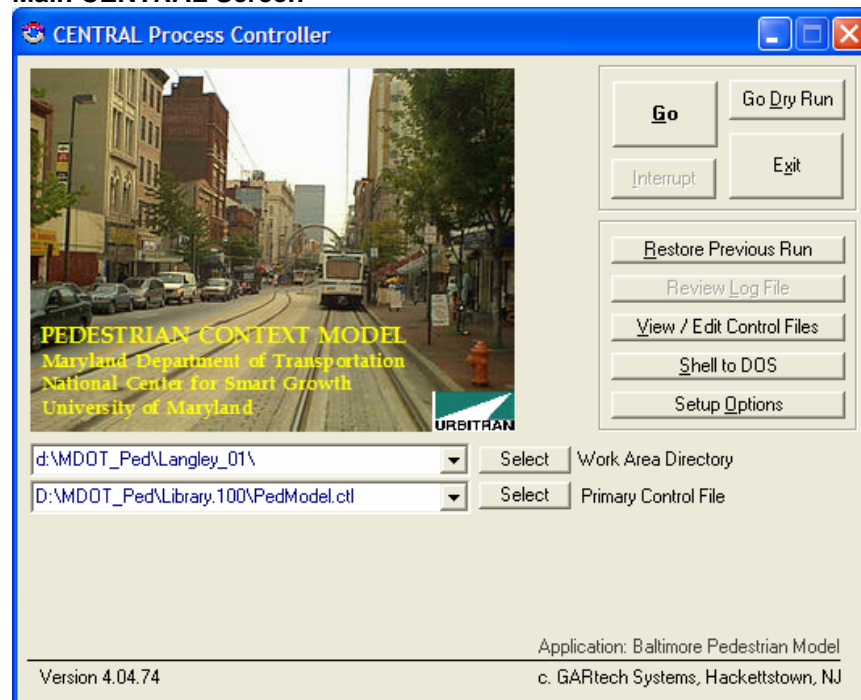 Main CENTRAL Screen
CENTRAL Process Controller
Go
Go Dry Run
Interrupt
Exit
Restore Previous Run
Review Log File
View / Edit Control Files
Shell to DOS
Setup Options
PEDESTRIAN CONTEXT MODEL
Maryland Department of Transportation
National Center for Smart Growth
University of Maryland
URBITRAN
d:\MDOT_Ped\Langley_01\ Select Work Area Directory
D:\MDOT_Ped\Library.100\PedModel.ctl Select Primary Control File
Application: Baltimore Pedestrian Model
Version 4.04.74 c. GARtech Systems, Hackettstown, NJ